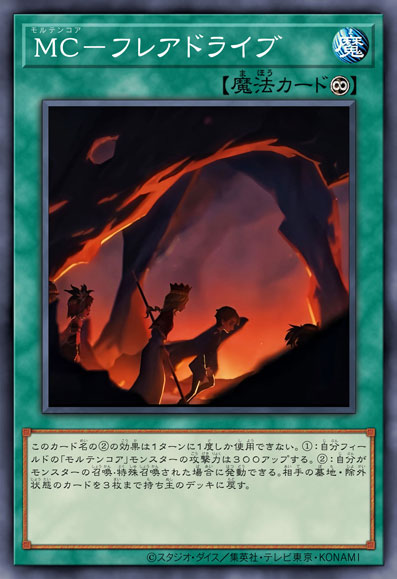 モルテンコア
MC－フレアドライブ
魔
【魔法カード】
このカード名の②の効果は1ターンに1度しか使用できない。①：自分フィー
ルドの「モルテンコア」モンスターの攻撃力は300アップする。②：自分が
モンスターの召喚・特殊召喚された場合に発動できる。相手の墓地・除外
状態のカードを3枚まで持ち主のデッキに戻す。
©スタジオ・ダイス／集英社・テレビ東京・KONAMI